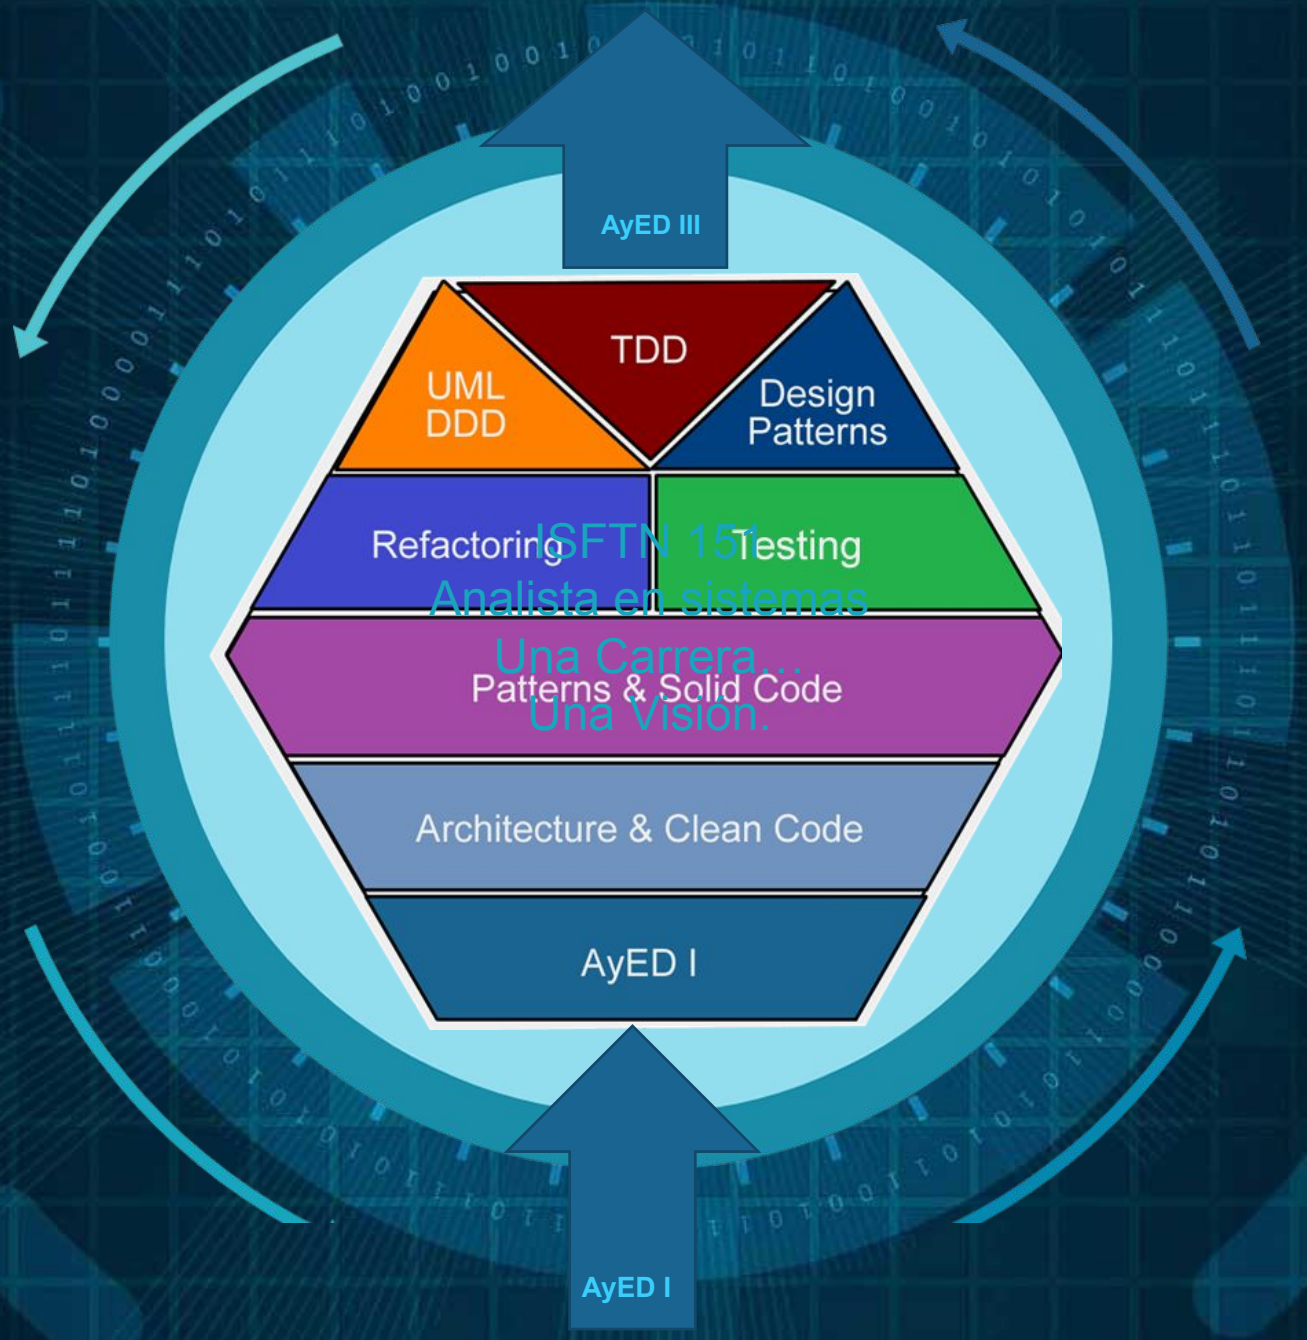 AyED III
TDD
UML
DDD
Design
Patterns
Refactoring
Testing
ISFTN 151
Analista en sistemas
Una Carrera...
Patterns & Solid Code
Una Visión.
Architecture & Clean Code
AyED I
AyED I